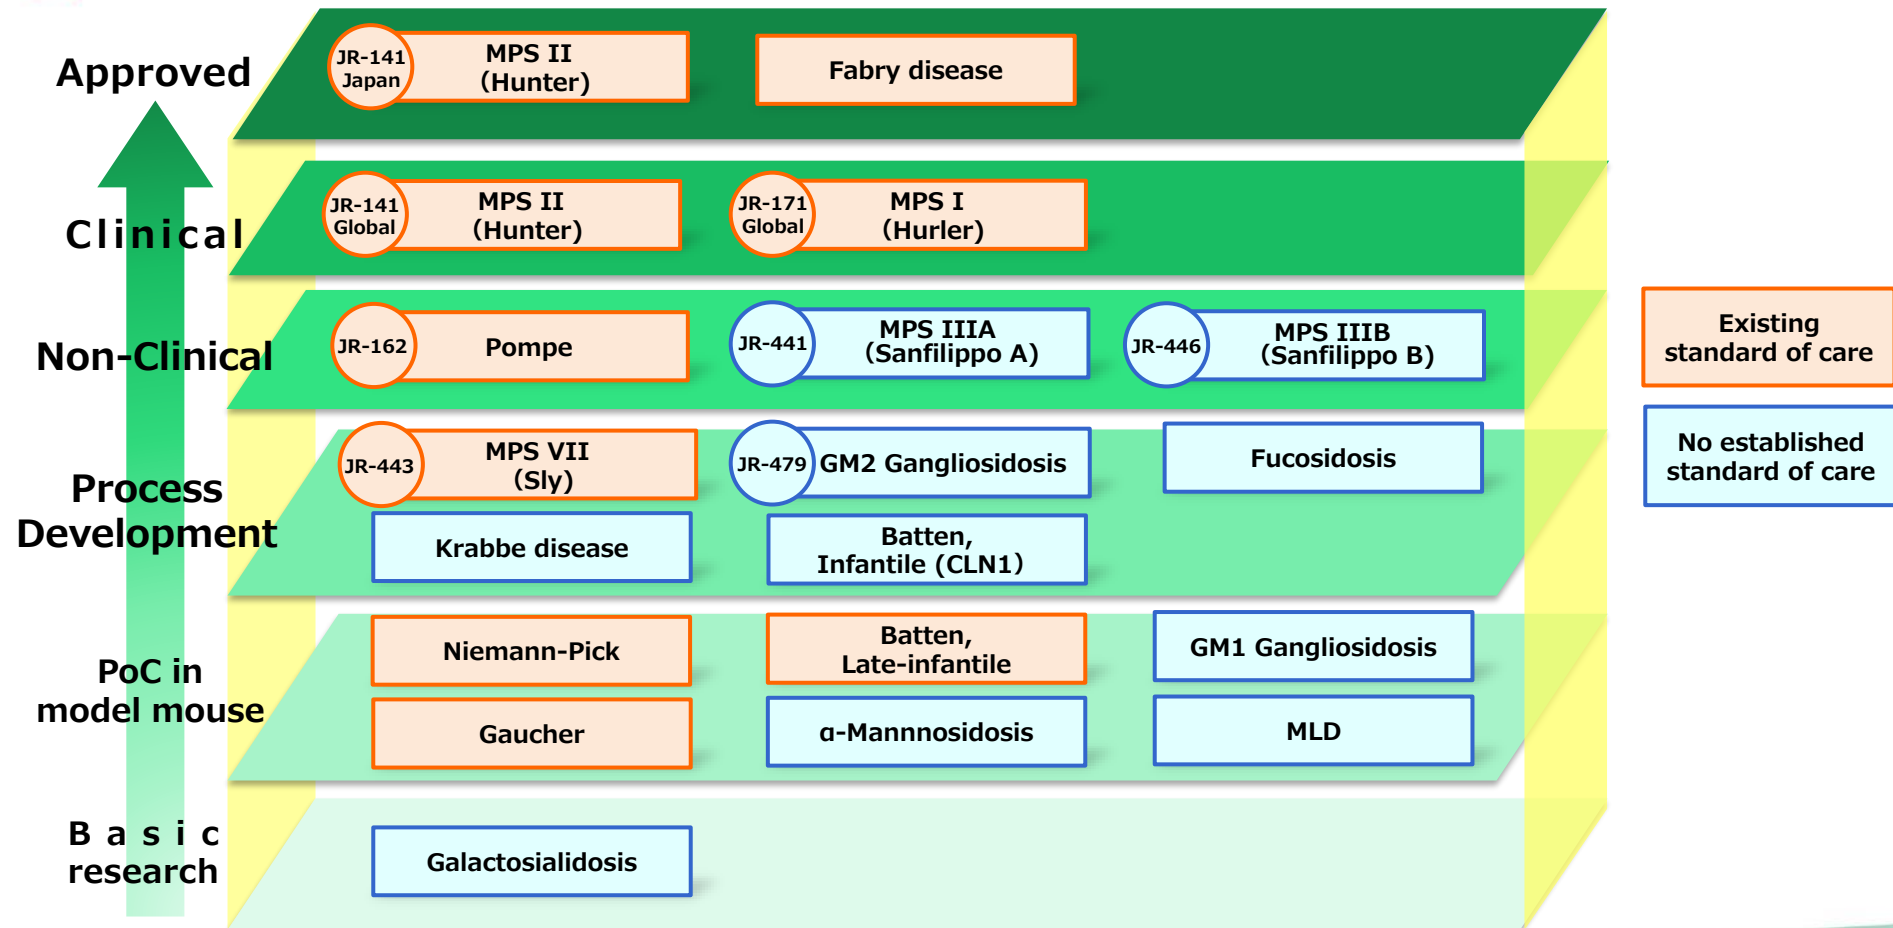 Approved
JR-141
Japan
MPS II
(Hunter)
Fabry disease
Clinical
JR-141
Global
MPS II
(Hunter)
JR-171
Global
MPS I
(Hurler)
Non-Clinical
JR-162
Pompe
JR-441
MPS IIIA
(Sanfilippo A)
JR-446
MPS IIIB
(Sanfilippo B)
Existing
standard of care
No established
standard of care
Process
Development
JR-443
MPS VII
(Sly)
JR-479
GM2 Gangliosidosis
Fucosidosis
Krabbe disease
Batten,
Infantile (CLN1)
PoC in
model mouse
Niemann-Pick
Batten,
Late-infantile
GM1 Gangliosidosis
Gaucher
α-Mannnosidosis
MLD
Basic
research
Galactosialidosis